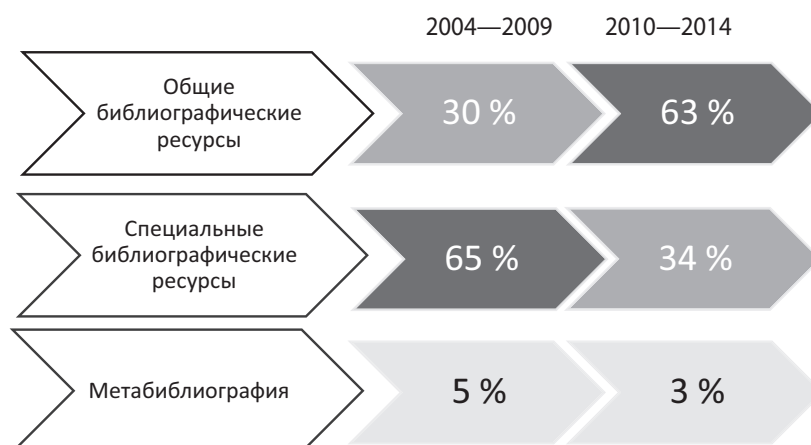 2004—2009 2010—2014
Общие
библиографические
ресурсы
30 % 63 %
Специальные
библиографические
ресурсы
65 % 34 %
Метабиблиография 5 % 3 %